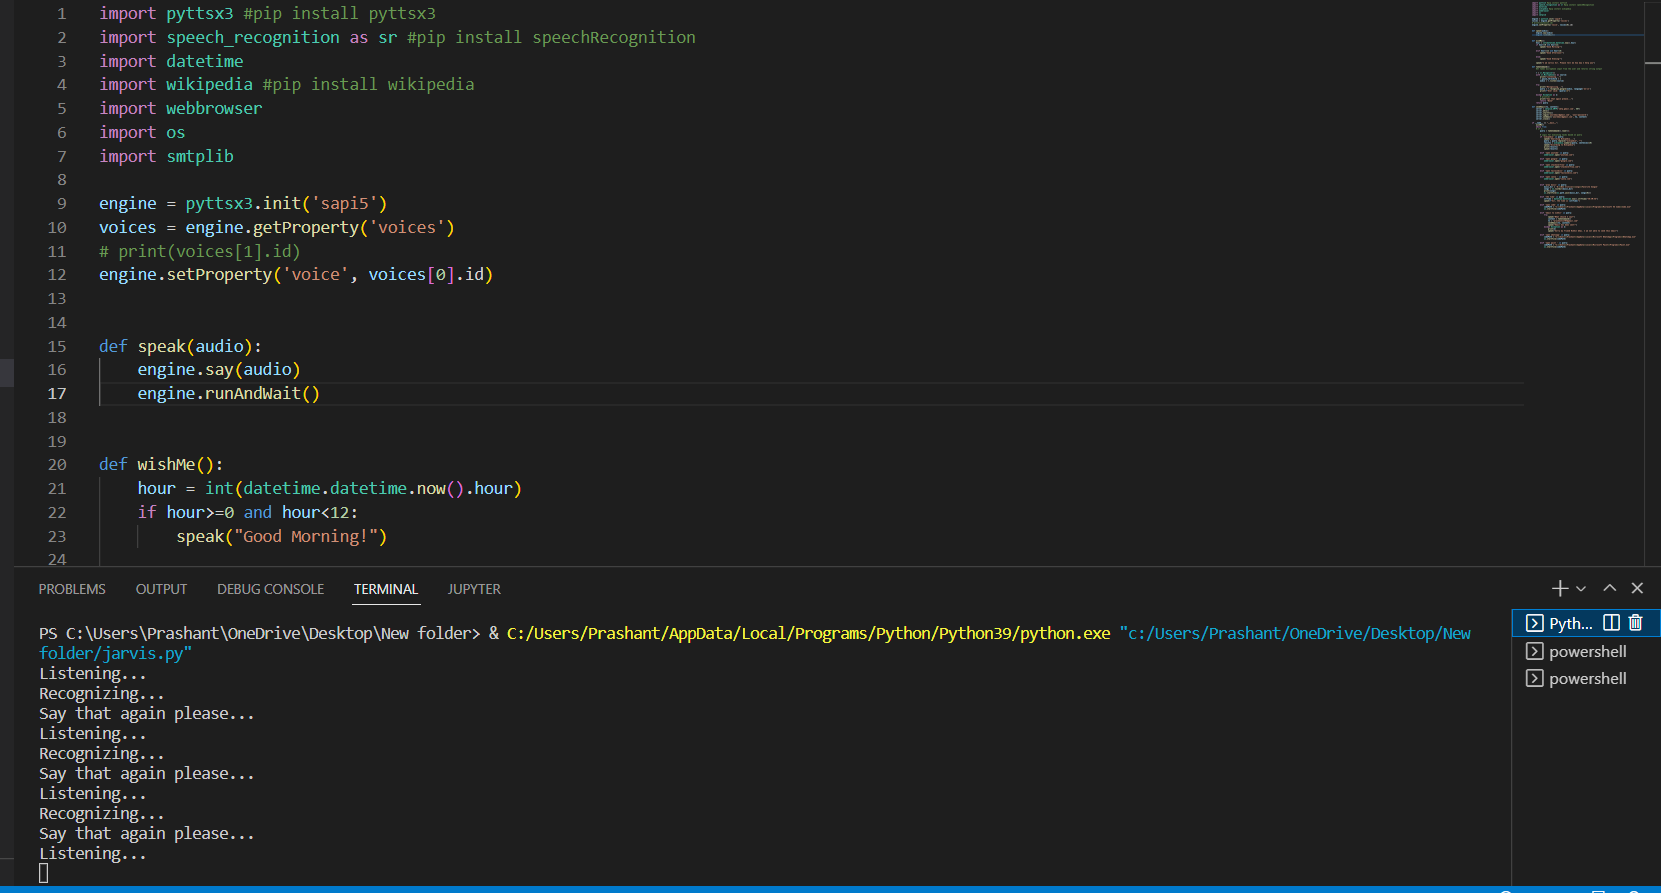 1 import pyttsx3 #pip install pyttsx3
2 import speech_recognition as sr #pip install speechRecognition
3 import datetime
4 import wikipedia #pip install wikipedia
5 import webbrowser
6 import os
7 import smtplib
8
9 engine = pyttsx3.init('sapi5')
10 voices = engine.getProperty('voices')
11 # print(voices[1].id)
12 engine.setProperty('voice', voices[0].id)
13
14
15 def speak(audio):
16     engine.say(audio)
17     engine.runAndWait()
18
19
20 def wishMe():
21     hour = int(datetime.datetime.now().hour)
22     if hour>=0 and hour<12:
23         speak("Good Morning!")
24
PROBLEMS OUTPUT DEBUG CONSOLE TERMINAL JUPYTER
PS C:\Users\Prashant\OneDrive\Desktop\New folder> & C:/Users/Prashant/AppData/Local/Programs/Python/Python39/python.exe "c:/Users/Prashant/OneDrive/Desktop/New
folder/jarvis.py"
Listening...
Recognizing...
Say that again please...
Listening...
Recognizing...
Say that again please...
Listening...
Recognizing...
Say that again please...
Listening...
Pyth...
powershell
powershell